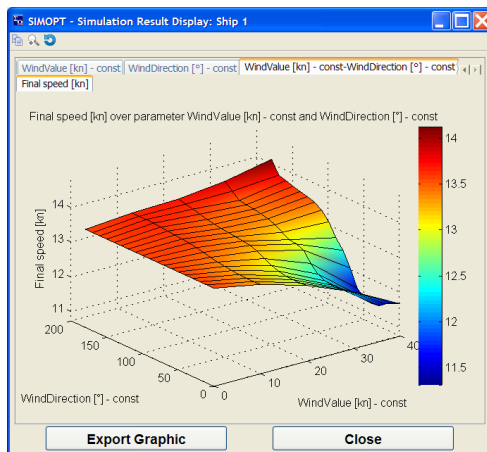 SIMOPT - Simulation Result Display: Ship 1
WindValue [kn] - const WindDirection [°] - const WindValue [kn] - const-WindDirection [°] - const
Final speed [kn]
Final speed [kn] over parameter WindValue [kn] - const and WindDirection [°] - const
14
13
12
11
Final speed [kn]
200
150
100
50
0
WindDirection [°] - const
0
10
20
30
40
WindValue [kn] - const
14
13.5
13
12.5
12
11.5
Export Graphic Close